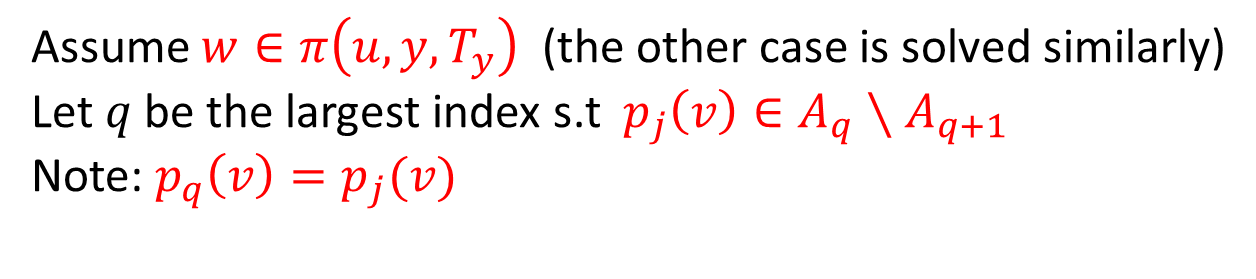 Assume w ∈ π(u, y, T_y) (the other case is solved similarly)
Let q be the largest index s.t p_j(v) ∈ A_q \ A_{q+1}
Note: p_q(v) = p_j(v)